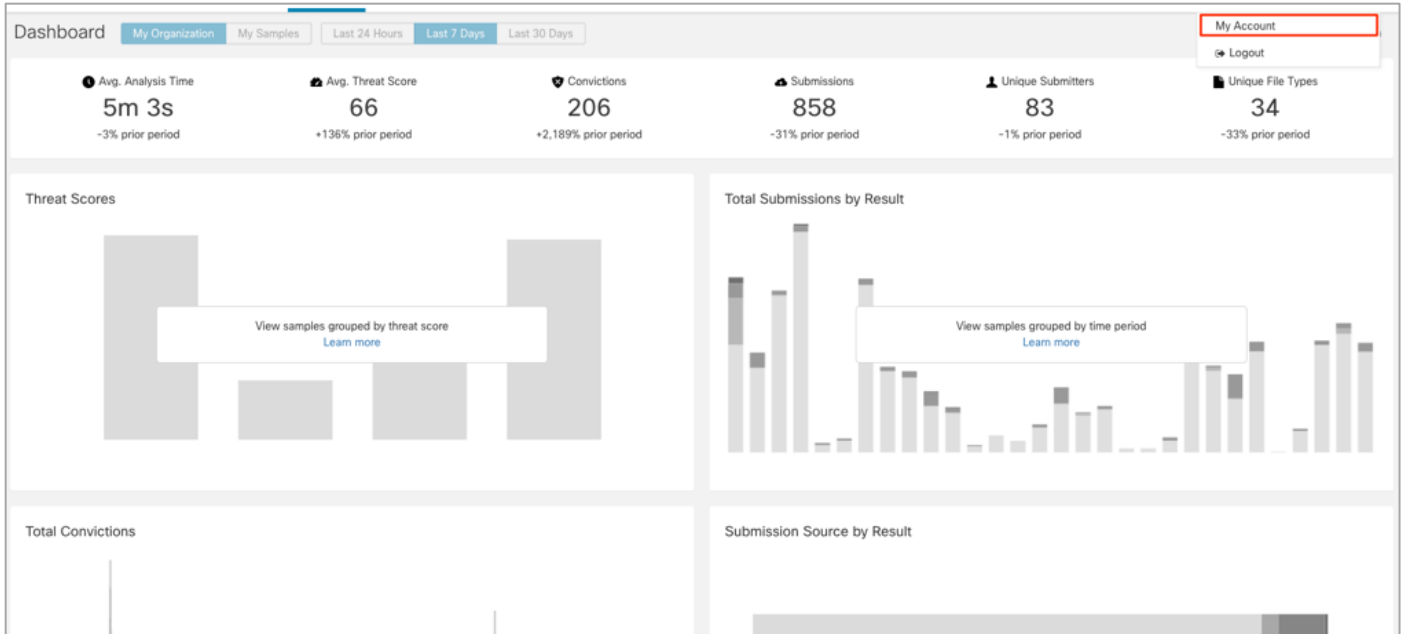 Dashboard
My Organization
My Samples
Last 24 Hours
Last 7 Days
Last 30 Days
My Account
Logout
Avg. Analysis Time
5m 3s
-3% prior period
Avg. Threat Score
66
+136% prior period
Convictions
206
+2,189% prior period
Submissions
858
-31% prior period
Unique Submitters
83
-1% prior period
Unique File Types
34
-33% prior period
Threat Scores
View samples grouped by threat score
Learn more
Total Submissions by Result
View samples grouped by time period
Learn more
Total Convictions
Submission Source by Result